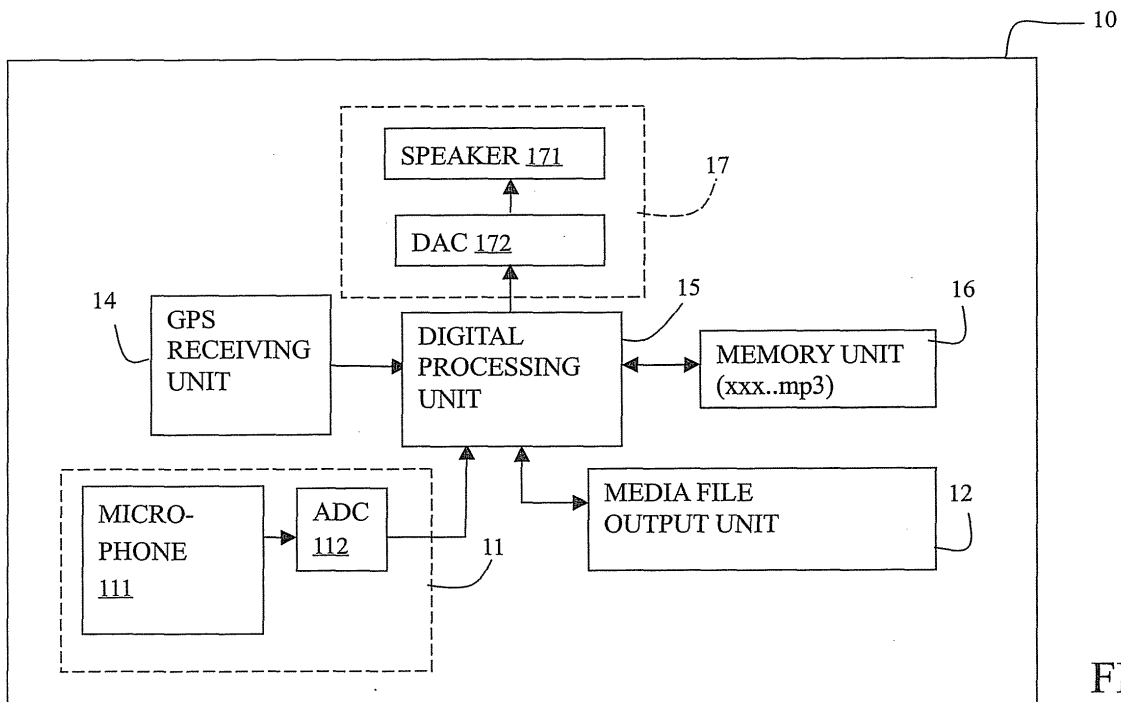 10
SPEAKER 171
17
DAC 172
14
GPS
RECEIVING
UNIT
15
DIGITAL
PROCESSING
UNIT
16
MEMORY UNIT
(xxx..mp3)
MICRO-
PHONE
111
ADC
112
11
MEDIA FILE
OUTPUT UNIT
12